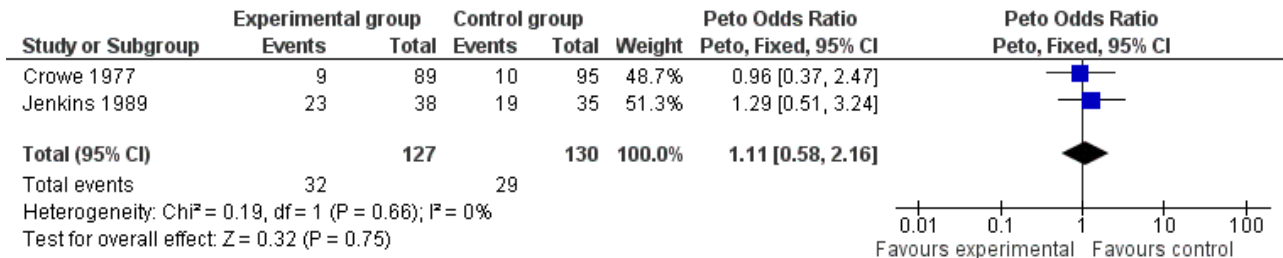 Experimental group Control group Peto Odds Ratio Peto Odds Ratio
Study or Subgroup Events Total Events Total Weight Peto, Fixed, 95% CI Peto, Fixed, 95% CI
Crowe 1977 9 89 10 95 48.7% 0.96 [0.37, 2.47]
Jenkins 1989 23 38 19 35 51.3% 1.29 [0.51, 3.24]
Total (95% CI) 127 130 100.0% 1.11 [0.58, 2.16]
Total events 32 29
Heterogeneity: Chi² = 0.19, df = 1 (P = 0.66); I² = 0%
Test for overall effect: Z = 0.32 (P = 0.75)
0.01 0.1 1 10 100
Favours experimental Favours control